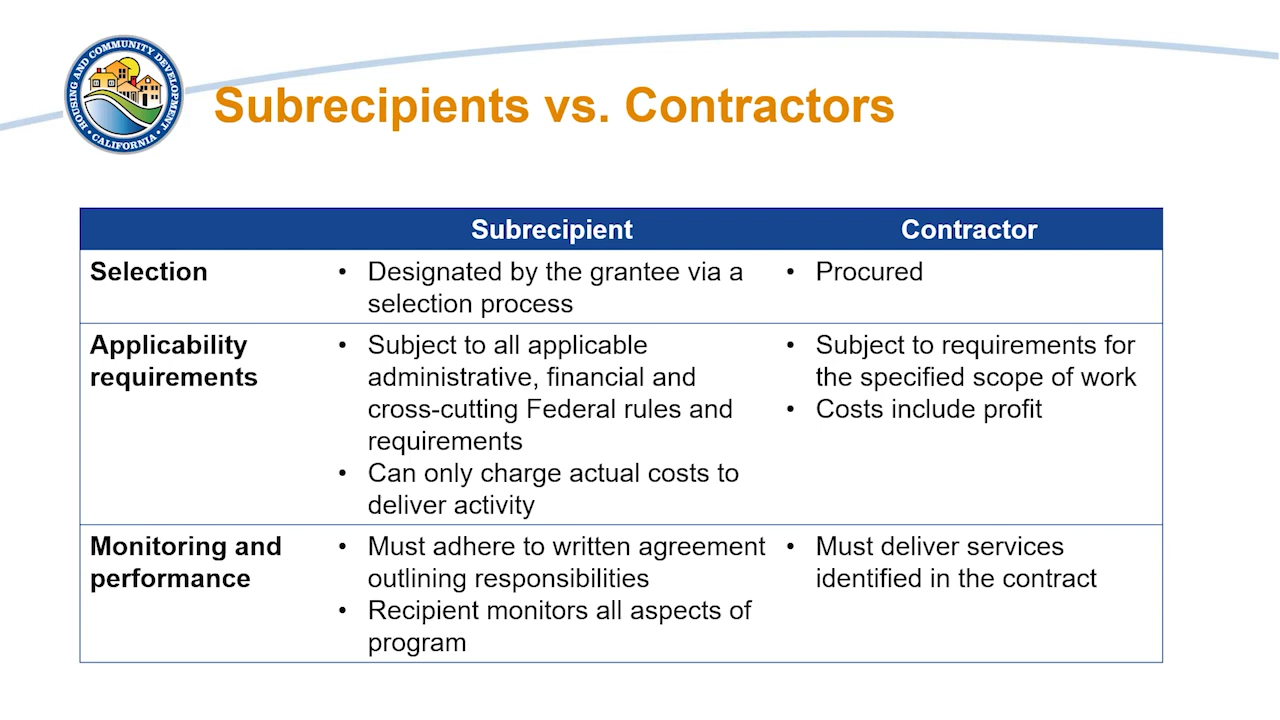 HOUSING AND COMMUNITY DEVELOPMENT
• CALIFORNIA •
Subrecipients vs. Contractors
Subrecipient
Contractor
Selection
• Designated by the grantee via a
selection process
• Procured
Applicability
requirements
• Subject to all applicable
administrative, financial and
cross-cutting Federal rules and
requirements
• Can only charge actual costs to
deliver activity
• Subject to requirements for
the specified scope of work
• Costs include profit
Monitoring and
performance
• Must adhere to written agreement
outlining responsibilities
• Recipient monitors all aspects of
program
• Must deliver services
identified in the contract